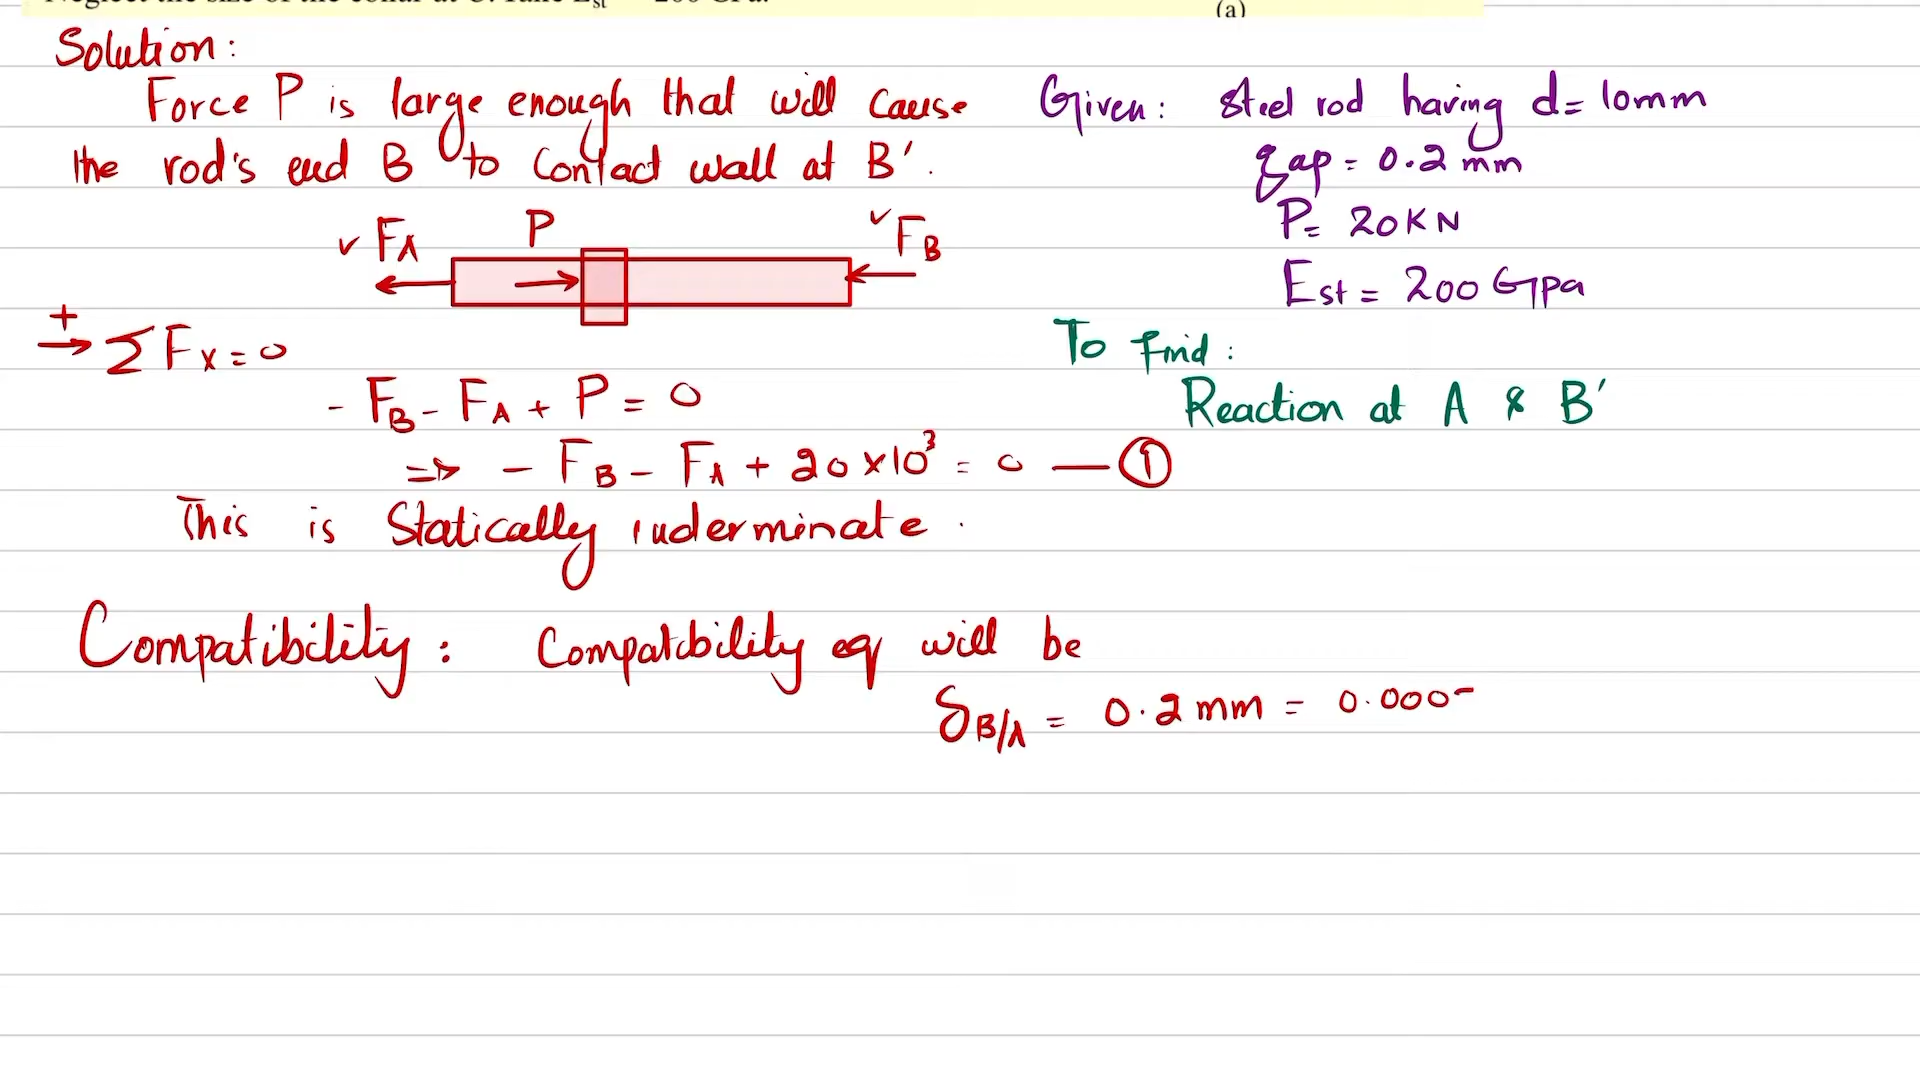 (a)
Solution:
Force P is large enough that will cause
the rod's end B to Contact wall at B'.
FA P FB
+
→ ΣFx = 0
- FB - FA + P = 0
=> - FB - FA + 20×10³ = 0 — ①
This is Statically inderminate.
Compatibility: Compatibility eq will be
δB/A = 0.2mm = 0.000
Given: steel rod having d= 10mm
gap = 0.2 mm
P= 20KN
Est = 200 Gpa
To find:
Reaction at A & B'